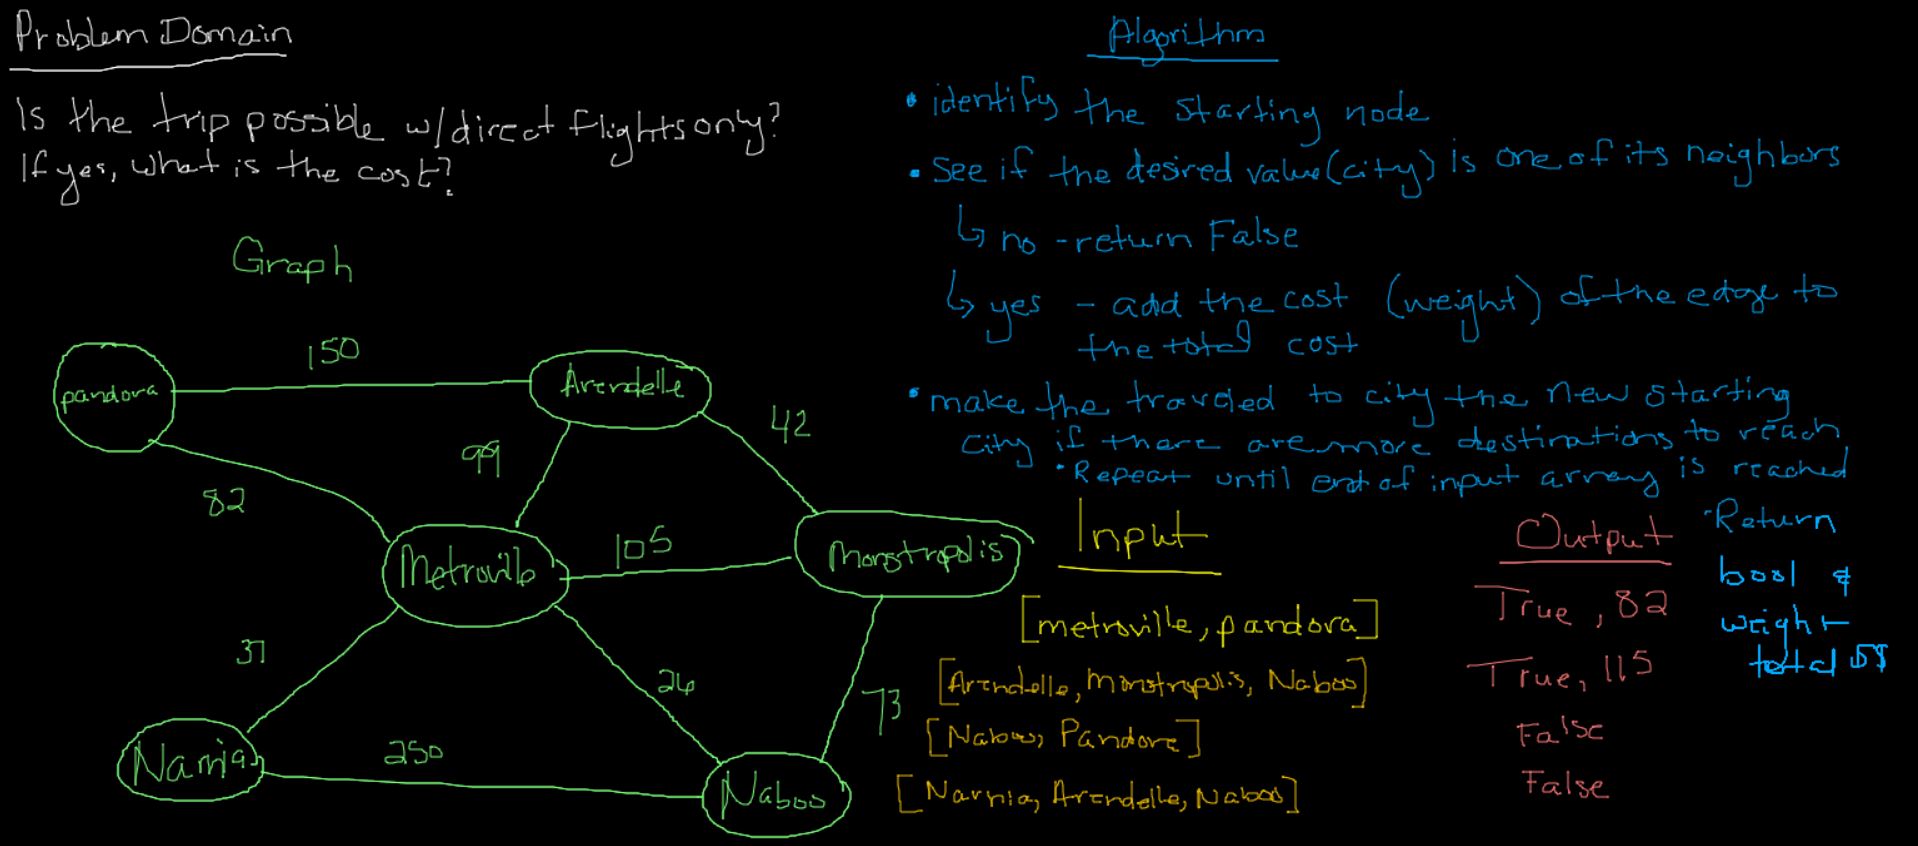 Problem Domain
Is the trip possible w/direct flights only?
If yes, what is the cost?
Graph
pandora
150
Arendelle
42
99
82
Metroville
105
Monstropolis
37
26
73
Narnia
250
Naboo
Algorithm
• identify the starting node
• see if the desired value (city) is one of its neighbors
↳ no - return False
↳ yes - add the cost (weight) of the edge to
the total cost
• make the traveled to city the new starting
city if there are more destinations to reach
• Repeat until end of input array is reached
• Return
bool &
weight
total $$
Input
[metroville, pandora]
[Arendelle, Monstropolis, Naboo]
[Naboo, Pandora]
[Narnia, Arendelle, Naboo]
Output
True, 82
True, 115
False
False